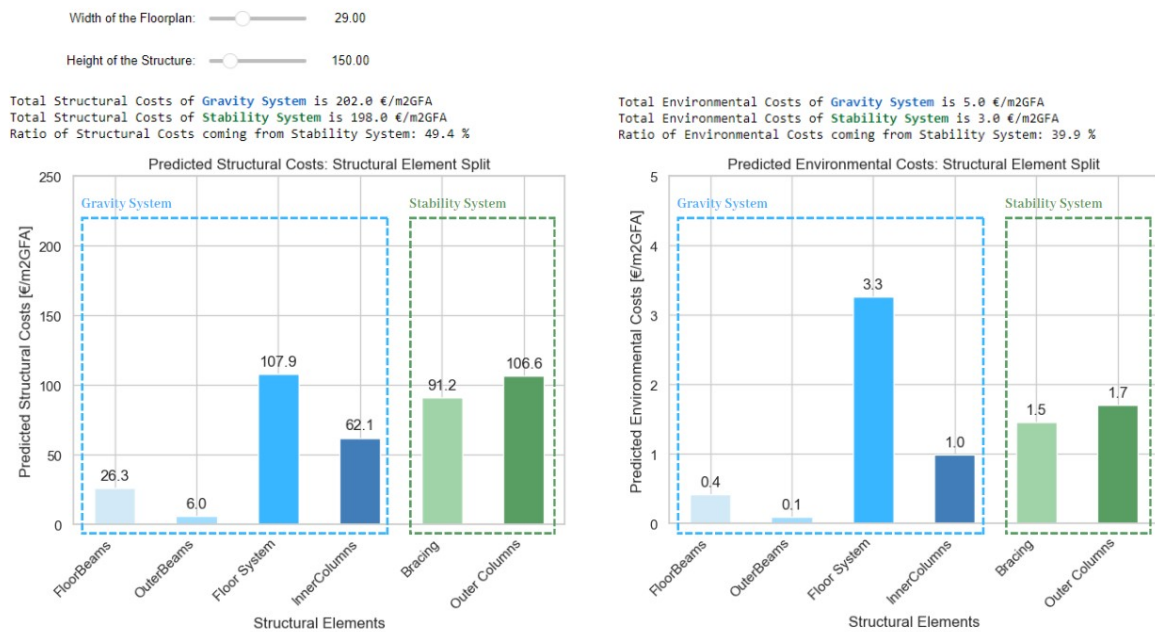 Width of the Floorplan: 29.00
Height of the Structure: 150.00
Total Structural Costs of Gravity System is 202.0 €/m2GFA
Total Structural Costs of Stability System is 198.0 €/m2GFA
Ratio of Structural Costs coming from Stability System: 49.4 %
Predicted Structural Costs: Structural Element Split
Predicted Structural Costs [€/m2GFA]
250
200
150
100
50
0
Gravity System
Stability System
26.3
6.0
107.9
62.1
91.2
106.6
FloorBeams
OuterBeams
Floor System
InnerColumns
Bracing
Outer Columns
Structural Elements
Total Environmental Costs of Gravity System is 5.0 €/m2GFA
Total Environmental Costs of Stability System is 3.0 €/m2GFA
Ratio of Environmental Costs coming from Stability System: 39.9 %
Predicted Environmental Costs: Structural Element Split
Predicted Environmental Costs [€/m2GFA]
5
4
3
2
1
0
Gravity System
Stability System
0.4
0.1
3.3
1.0
1.5
1.7
FloorBeams
OuterBeams
Floor System
InnerColumns
Bracing
Outer Columns
Structural Elements